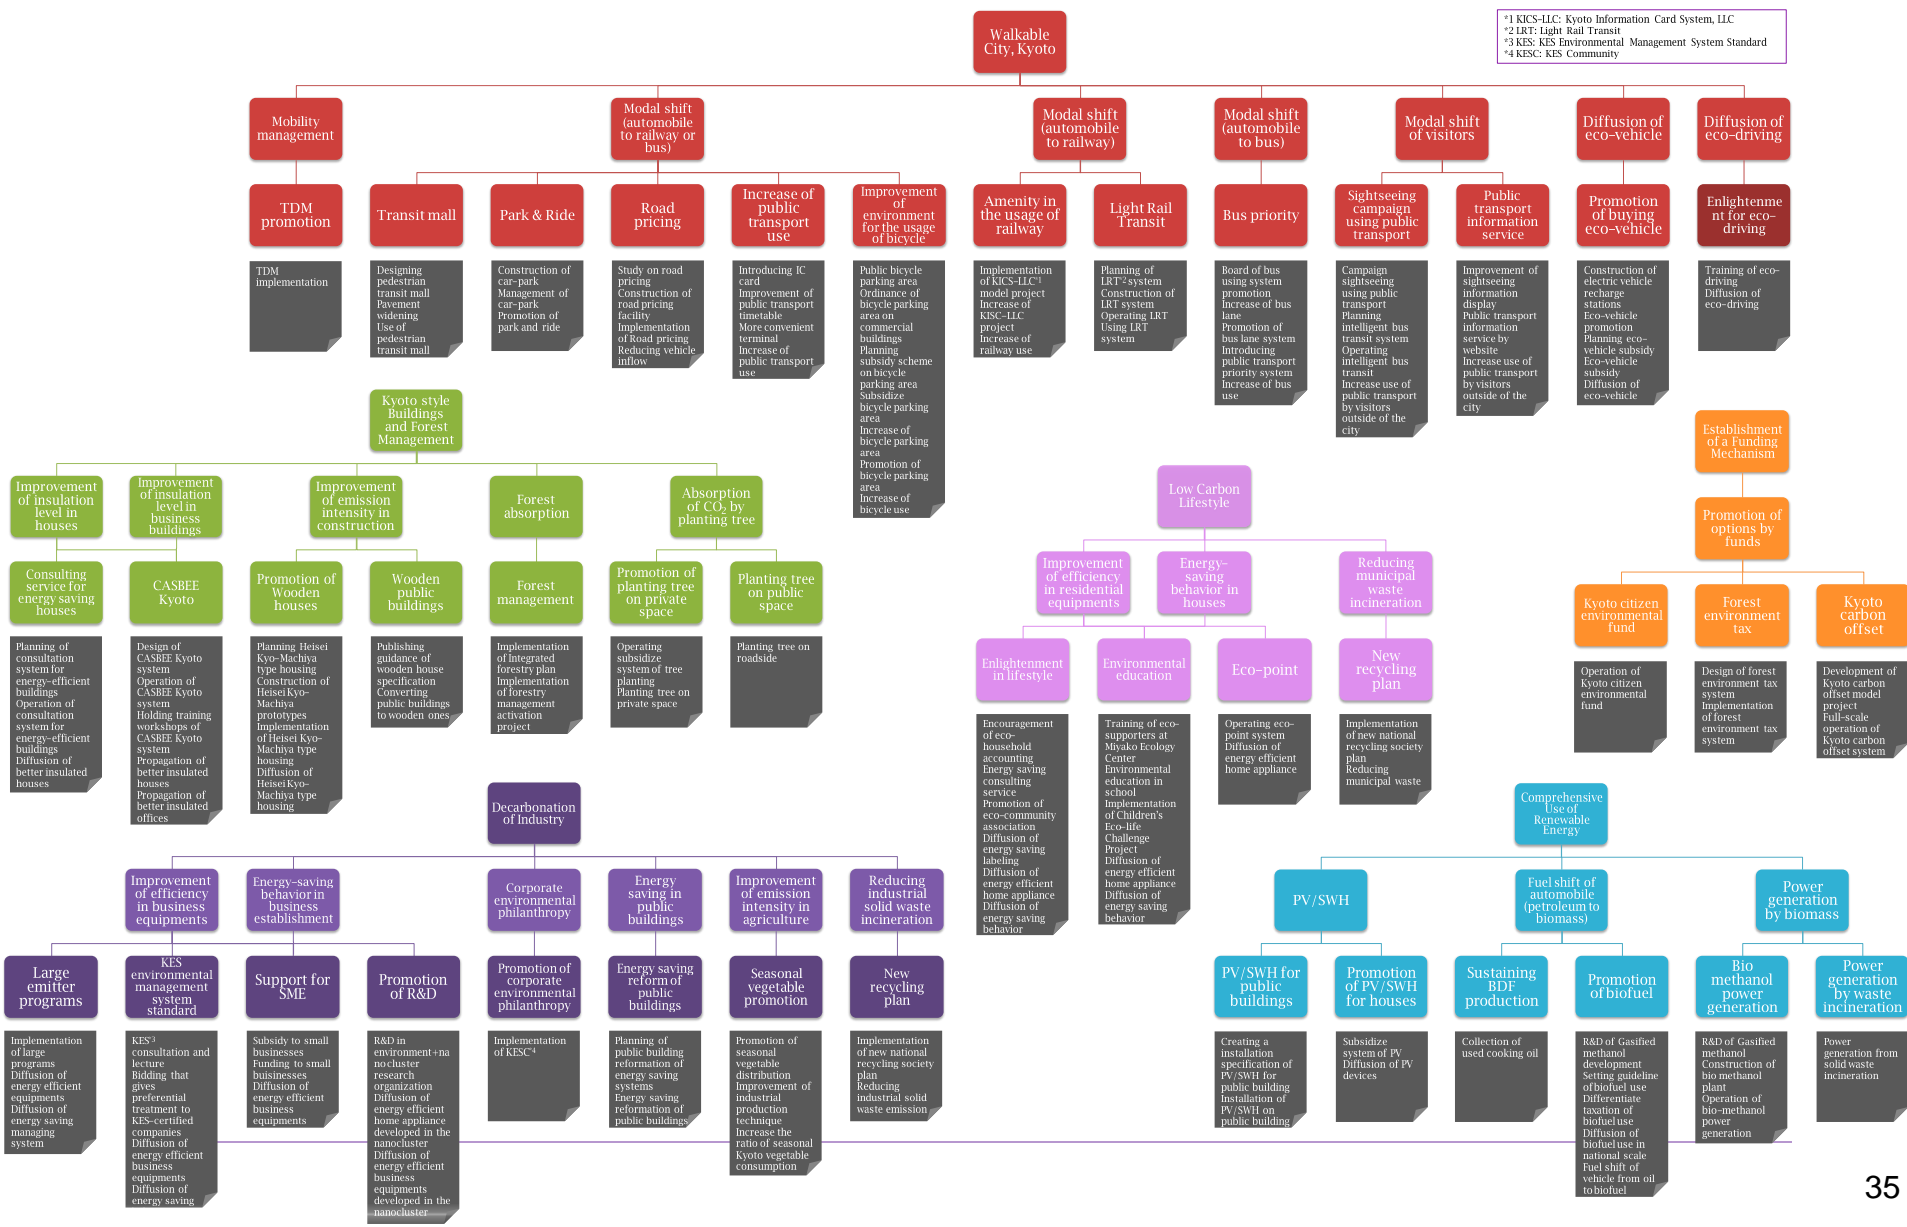 Walkable
City, Kyoto
*1 KICS-LLC: Kyoto Information Card System, LLC
*2 LRT: Light Rail Transit
*3 KES: KES Environmental Management System Standard
*4 KESC: KES Community
Mobility
management
Modal shift
(automobile
to railway or
bus)
Modal shift
(automobile
to railway)
Modal shift
(automobile
to bus)
Modal shift
of visitors
Diffusion of
eco-vehicle
Diffusion of
eco-driving
TDM
promotion
Transit mall
Park & Ride
Road
pricing
Increase of
public
transport
use
Improvement
of
environment
for the usage
of bicycle
Amenity in
the usage of
railway
Light Rail
Transit
Bus priority
Sightseeing
campaign
using public
transport
Public
transport
information
service
Promotion
of buying
eco-vehicle
Enlightenme
nt for eco-
driving
TDM
implementation
Designing
pedestrian
transit mall
Pavement
widening
Use of
pedestrian
transit mall
Construction of
car-park
Management of
car-park
Promotion of
park and ride
Study on road
pricing
Construction of
road pricing
facility
Implementation
of Road pricing
Reducing vehicle
inflow
Introducing IC
card
Improvement of
public transport
timetable
More convenient
terminal
Increase of
public transport
use
Public bicycle
parking area
Ordinance of
bicycle parking
area on
commercial
buildings
Planning
subsidy scheme
on bicycle
parking area
Subsidize
bicycle parking
area
Increase of
bicycle parking
area
Promotion of
bicycle parking
area
Increase of
bicycle use
Implementation
of KICS-LLC*1
model project
Increase of
KISC-LLC
project
Increase of
railway use
Planning of
LRT*2 system
Construction of
LRT system
Operating LRT
Using LRT
system
Board of bus
using system
promotion
Increase of bus
lane
Promotion of
bus lane system
Introducing
public transport
priority system
Increase of bus
use
Campaign
sightseeing
using public
transport
Planning
intelligent bus
transit system
Operating
intelligent bus
transit
Increase use of
public transport
by visitors
outside of the
city
Improvement of
sightseeing
information
display
Public transport
information
service by
website
Increase use of
public transport
by visitors
outside of the
city
Construction of
electric vehicle
recharge
stations
Eco-vehicle
promotion
Planning eco-
vehicle subsidy
Eco-vehicle
subsidy
Diffusion of
eco-vehicle
Training of eco-
driving
Diffusion of
eco-driving
Kyoto style
Buildings
and Forest
Management
Improvement
of insulation
level in
houses
Improvement
of insulation
level in
business
buildings
Improvement
of emission
intensity in
construction
Forest
absorption
Absorption
of CO2 by
planting tree
Consulting
service for
energy saving
houses
CASBEE
Kyoto
Promotion of
Wooden
houses
Wooden
public
buildings
Forest
management
Promotion of
planting tree
on private
space
Planting tree
on public
space
Planning of
consultation
system for
energy-efficient
buildings
Operation of
consultation
system for
energy-efficient
buildings
Diffusion of
better insulated
houses
Design of
CASBEE Kyoto
system
Operation of
CASBEE Kyoto
system
Holding training
workshops of
CASBEE Kyoto
system
Propagation of
better insulated
houses
Propagation of
better insulated
offices
Planning Heisei
Kyo-Machiya
type housing
Construction of
Heisei Kyo-
Machiya
prototypes
Implementation
of Heisei Kyo-
Machiya type
housing
Diffusion of
Heisei Kyo-
Machiya type
housing
Publishing
guidance of
wooden house
specification
Converting
public buildings
to wooden ones
Implementation
of Integrated
forestry plan
Implementation
of forestry
management
activation
project
Operating
subsidize
system of tree
planting
Planting tree on
private space
Planting tree on
roadside
Low Carbon
Lifestyle
Improvement
of efficiency
in residential
equipments
Energy-
saving
behavior in
houses
Reducing
municipal
waste
incineration
Enlightenment
in lifestyle
Environmental
education
Eco-point
New
recycling
plan
Encouragement
of eco-
household
accounting
Energy saving
consulting
service
Promotion of
eco-community
association
Diffusion of
energy saving
labeling
Diffusion of
energy efficient
home appliance
Diffusion of
energy saving
behavior
Training of eco-
supporters at
Miyako Ecology
Center
Environmental
education in
school
Implementation
of Children's
Eco-life
Challenge
Project
Diffusion of
energy efficient
home appliance
Diffusion of
energy saving
behavior
Operating eco-
point system
Diffusion of
energy efficient
home appliance
Implementation
of new national
recycling society
plan
Reducing
municipal waste
Establishment
of a Funding
Mechanism
Promotion of
options by
funds
Kyoto citizen
environmental
fund
Forest
environment
tax
Kyoto
carbon
offset
Operation of
Kyoto citizen
environmental
fund
Design of forest
environment tax
system
Implementation
of forest
environment tax
system
Development of
Kyoto carbon
offset model
project
Full-scale
operation of
Kyoto carbon
offset system
Decarbonation
of Industry
Improvement
of efficiency
in business
equipments
Energy-saving
behavior in
business
establishment
Corporate
environmental
philanthropy
Energy
saving in
public
buildings
Improvement
of emission
intensity in
agriculture
Reducing
industrial
solid waste
incineration
Large
emitter
programs
KES
environmental
management
system
standard
Support for
SME
Promotion
of R&D
Promotion of
corporate
environmental
philanthropy
Energy saving
reform of
public
buildings
Seasonal
vegetable
promotion
New
recycling
plan
Implementation
of large
programs
Diffusion of
energy efficient
equipments
Diffusion of
energy saving
managing
system
KES*3
consultation and
lecture
Bidding that
gives
preferential
treatment to
KES-certified
companies
Diffusion of
energy efficient
business
equipments
Diffusion of
energy saving
Subsidy to small
businesses
Funding to small
buisinesses
Diffusion of
energy efficient
business
equipments
R&D in
environment+na
nocluster
research
organization
Diffusion of
energy efficient
home appliance
developed in the
nanocluster
Diffusion of
energy efficient
business
equipments
developed in the
nanocluster
Implementation
of KESC*4
Planning of
public building
reformation of
energy saving
systems
Energy saving
reformation of
public buildings
Promotion of
seasonal
vegetable
distribution
Improvement of
industrial
production
technique
Increase the
ratio of seasonal
Kyoto vegetable
consumption
Implementation
of new national
recycling society
plan
Reducing
industrial solid
waste emission
Comprehensive
Use of
Renewable
Energy
PV/SWH
Fuel shift of
automobile
(petroleum to
biomass)
Power
generation
by biomass
PV/SWH for
public
buildings
Promotion
of PV/SWH
for houses
Sustaining
BDF
production
Promotion
of biofuel
Bio
methanol
power
generation
Power
generation
by waste
incineration
Creating a
installation
specification of
PV/SWH for
public building
Installation of
PV/SWH on
public building
Subsidize
system of PV
Diffusion of PV
devices
Collection of
used cooking oil
R&D of Gasified
methanol
development
Setting guideline
of biofuel use
Differentiate
taxation of
biofuel use
Diffusion of
biofuel use in
national scale
Fuel shift of
vehicle from oil
to biofuel
R&D of Gasified
methanol
Construction of
bio methanol
plant
Operation of
bio-methanol
power
generation
Power
generation from
solid waste
incineration
35